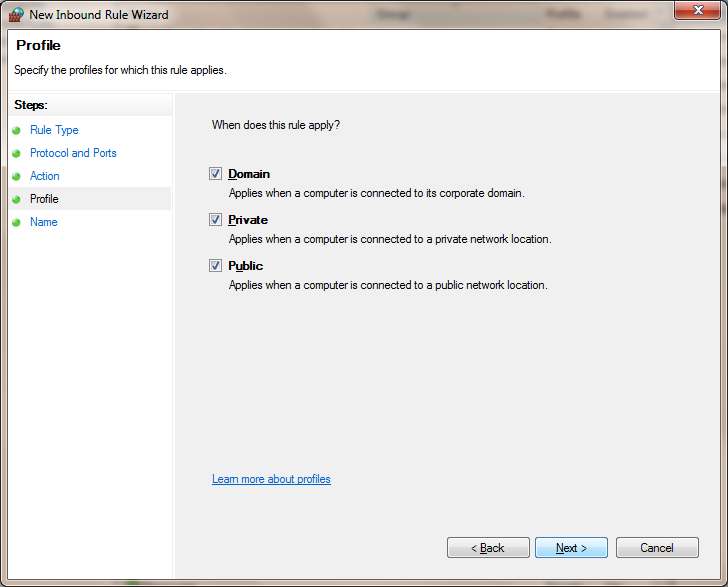 New Inbound Rule Wizard
Profile
Specify the profiles for which this rule applies.
Steps:
Rule Type
Protocol and Ports
Action
Profile
Name
When does this rule apply?
Domain
Applies when a computer is connected to its corporate domain.
Private
Applies when a computer is connected to a private network location.
Public
Applies when a computer is connected to a public network location.
Learn more about profiles
< Back Next > Cancel